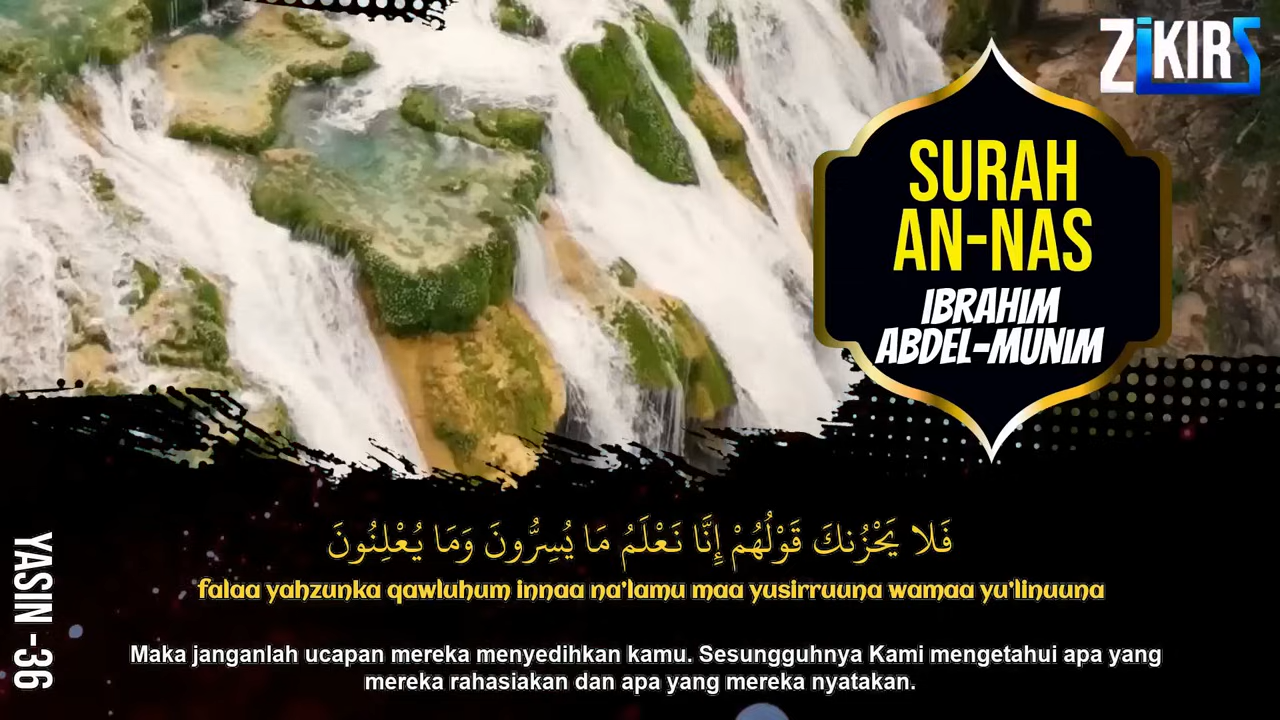 ZiKIRS
SURAH
AN-NAS
IBRAHIM
ABDEL-MUNIM
فَلا يَحْزُنكَ قَوْلُهُمْ إِنَّا نَعْلَمُ مَا يُسِرُّونَ وَمَا يُعْلِنُونَ
falaa yahzunka qawluhum innaa na'lamu maa yusirruuna wamaa yu'linuuna
Maka janganlah ucapan mereka menyedihkan kamu. Sesungguhnya Kami mengetahui apa yang
mereka rahasiakan dan apa yang mereka nyatakan.
YASIN -36